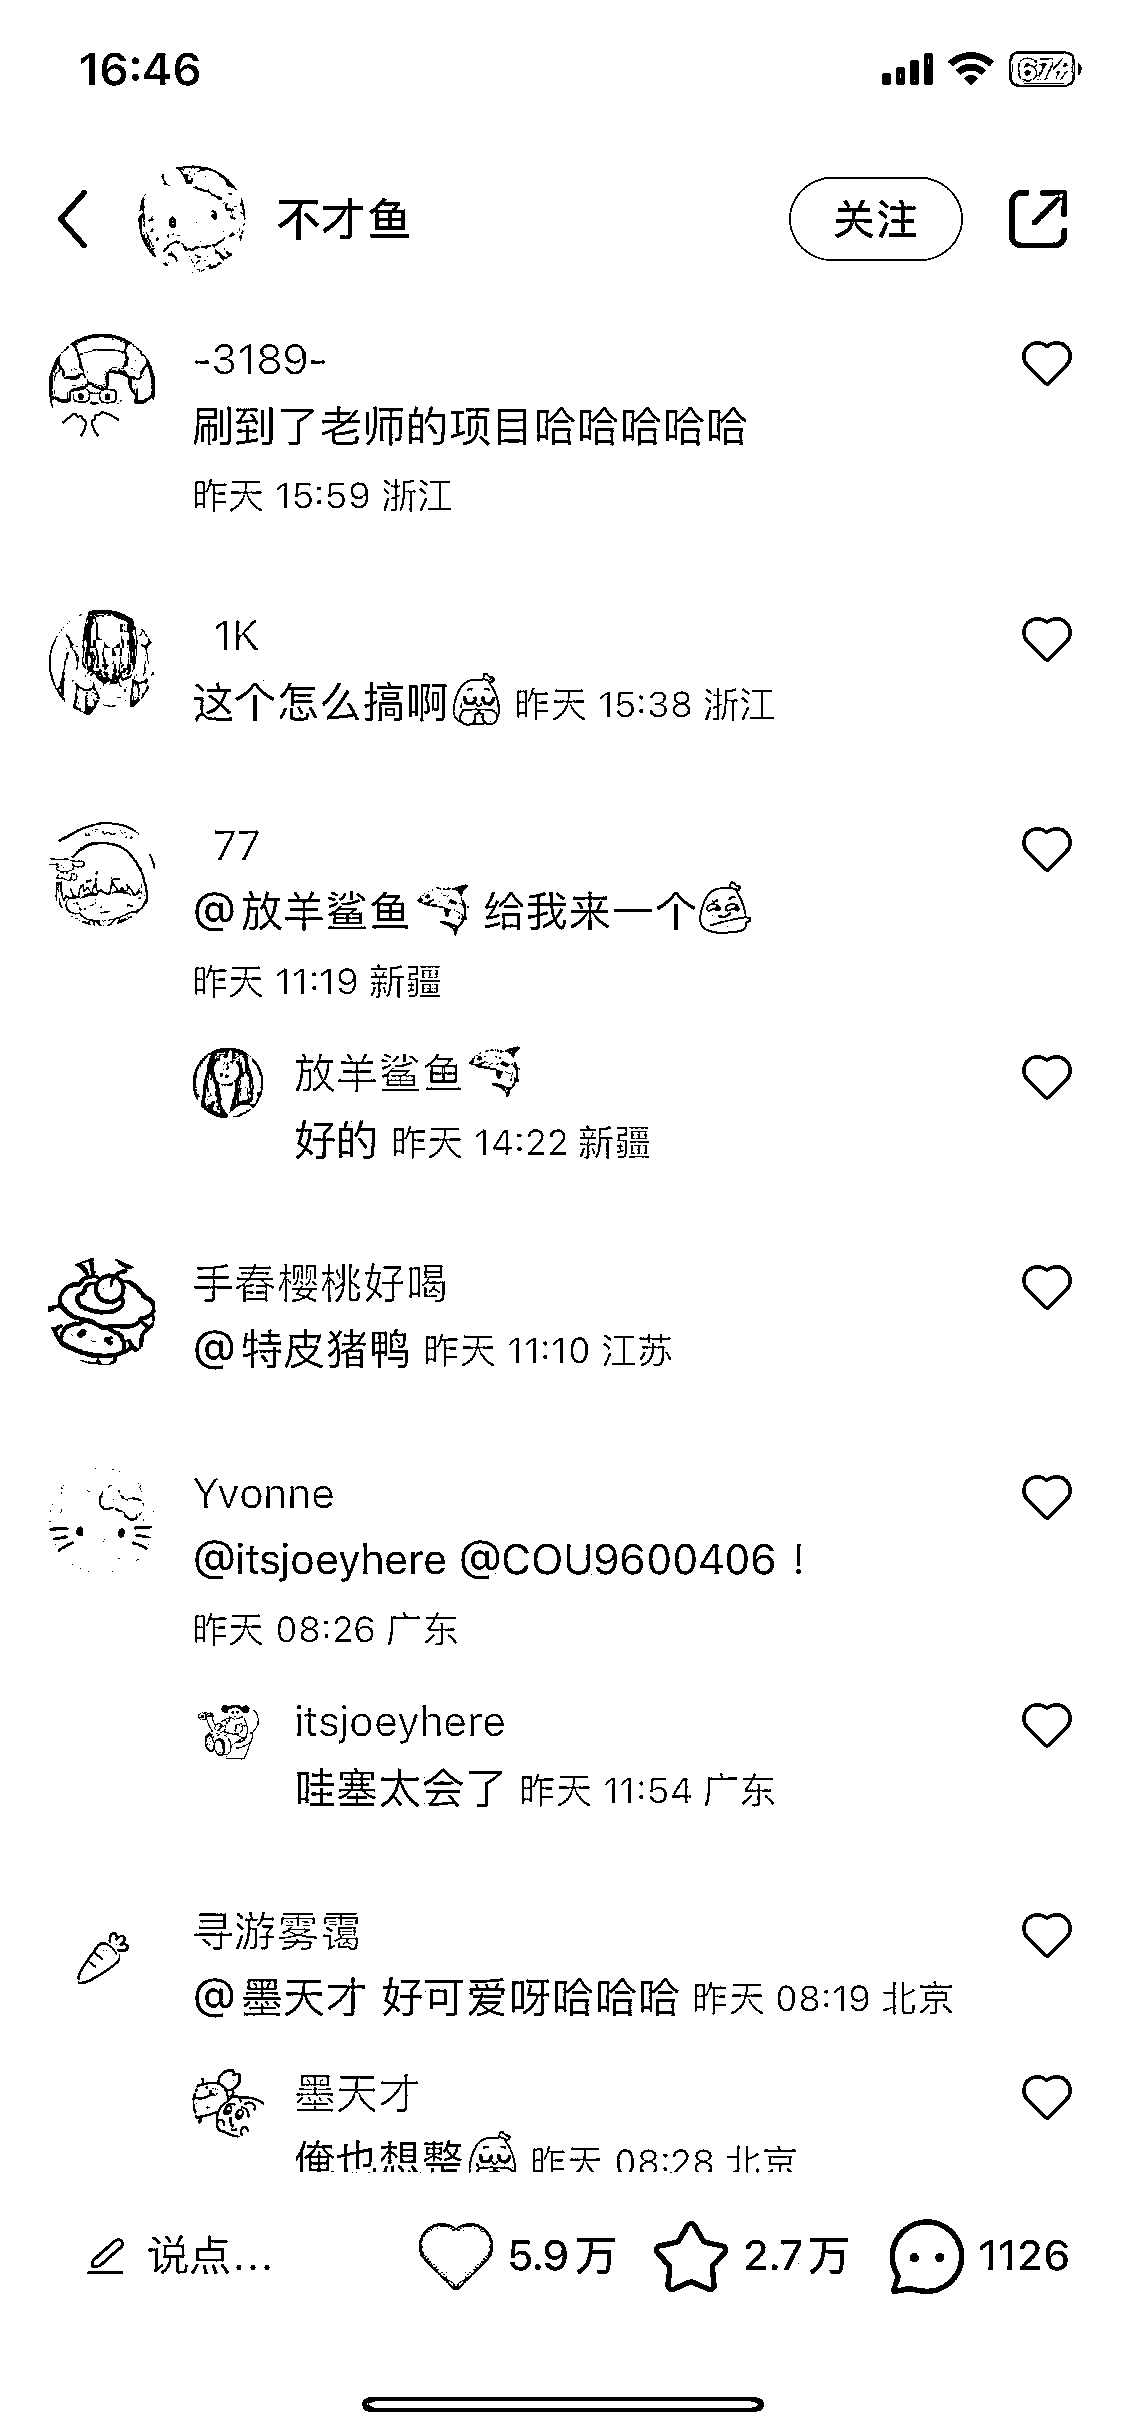 16:46
67
不才鱼
关注
-3189-
刷到了老师的项目哈哈哈哈哈
昨天 15:59 浙江
1K
这个怎么搞啊 昨天 15:38 浙江
77
@放羊鲨鱼 给我来一个
昨天 11:19 新疆
放羊鲨鱼
好的 昨天 14:22 新疆
手舂樱桃好喝
@特皮猪鸭 昨天 11:10 江苏
Yvonne
@itsjoeyhere @COU9600406！
昨天 08:26 广东
itsjoeyhere
哇塞太会了 昨天 11:54 广东
寻游雾霭
@墨天才 好可爱呀哈哈哈 昨天 08:19 北京
墨天才
俺也想整 昨天 08:28 北京
说点...
5.9万
2.7万
1126